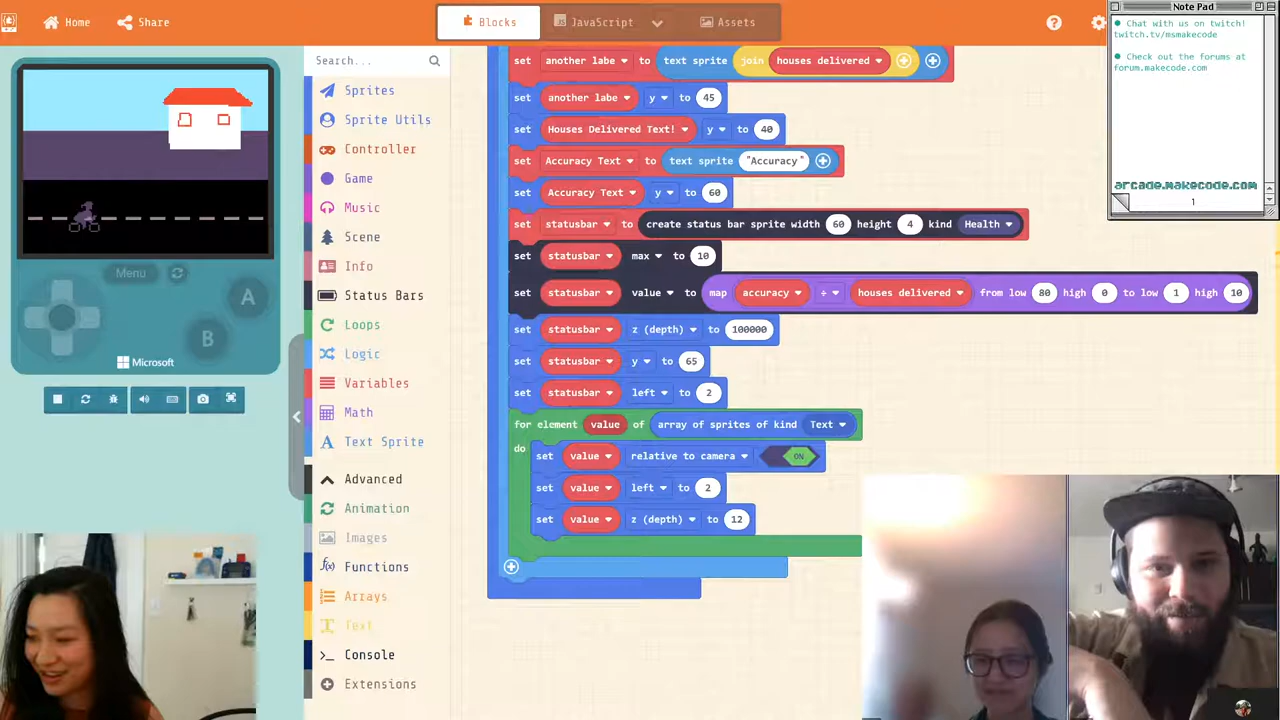 Home
Share
Blocks
JavaScript
Assets
Note Pad
Chat with us on twitch!
twitch.tv/msmakecode
Check out the forums at
forum.makecode.com
arcade.makecode.com
1
Menu
A
B
Microsoft
Search...
Sprites
Sprite Utils
Controller
Game
Music
Scene
Info
Status Bars
Loops
Logic
Variables
Math
Text Sprite
Advanced
Animation
Images
Functions
Arrays
Text
Console
Extensions
set another labe to text sprite join houses delivered
set another labe y to 45
set Houses Delivered Text! y to 40
set Accuracy Text to text sprite "Accuracy"
set Accuracy Text y to 60
set statusbar to create status bar sprite width 60 height 4 kind Health
set statusbar max to 10
set statusbar value to map accuracy ÷ houses delivered from low 80 high 0 to low 1 high 10
set statusbar z (depth) to 100000
set statusbar y to 65
set statusbar left to 2
for element value of array of sprites of kind Text
do
set value relative to camera ON
set value left to 2
set value z (depth) to 12